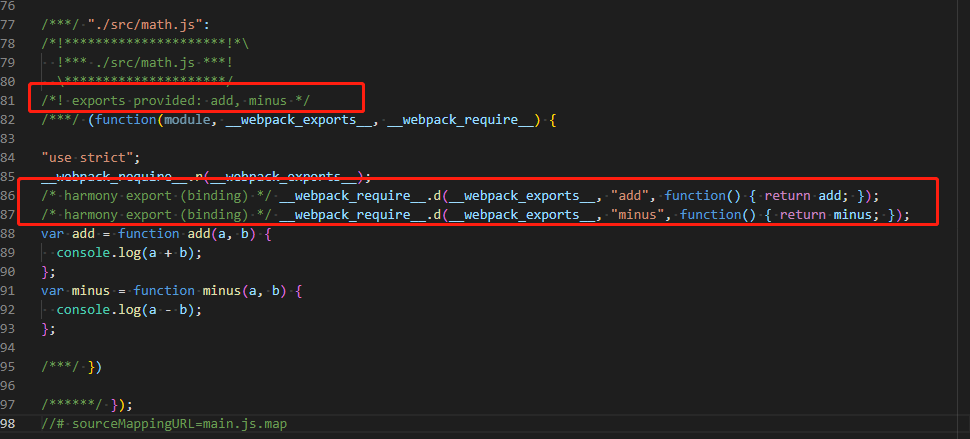 76
77 /***/ "./src/math.js":
78 /*!*********************!*\
79   !*** ./src/math.js ***!
80   \*********************/
81 /*! exports provided: add, minus */
82 /***/ (function(module, __webpack_exports__, __webpack_require__) {
83
84 "use strict";
85 __webpack_require__.r(__webpack_exports__);
86 /* harmony export (binding) */ __webpack_require__.d(__webpack_exports__, "add", function() { return add; });
87 /* harmony export (binding) */ __webpack_require__.d(__webpack_exports__, "minus", function() { return minus; });
88 var add = function add(a, b) {
89   console.log(a + b);
90 };
91 var minus = function minus(a, b) {
92   console.log(a - b);
93 };
94
95 /***/ })
96
97 /******/ });
98 //# sourceMappingURL=main.js.map